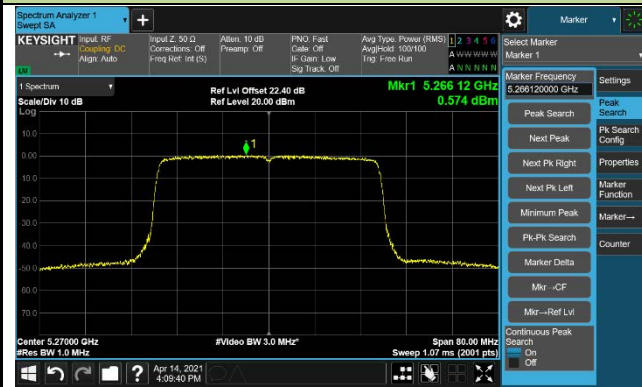 Spectrum Analyzer 1
Swept SA
Marker
KEYSIGHT
Input: RF
Coupling: DC
Align: Auto
Input Z: 50 Ω
Corrections: Off
Freq Ref: Int (S)
Atten: 10 dB
Preamp: Off
PNO: Fast
Gate: Off
IF Gain: Low
Sig Track: Off
Avg Type: Power (RMS)
Avg|Hold: 100/100
Trig: Free Run
1 2 3 4 5 6
A W W W W W
A N N N N N
Select Marker
Marker 1
1 Spectrum
Scale/Div 10 dB
Log
Ref Lvl Offset 22.40 dB
Ref Level 20.00 dBm
Mkr1 5.266 12 GHz
0.574 dBm
1
10.0
0.00
-10.0
-20.0
-30.0
-40.0
-50.0
-60.0
-70.0
Marker Frequency
5.266120000 GHz
Peak Search
Next Peak
Next Pk Right
Next Pk Left
Minimum Peak
Pk-Pk Search
Marker Delta
Mkr→CF
Mkr→Ref Lvl
Continuous Peak
Search
On
Off
Settings
Peak
Search
Pk Search
Config
Properties
Marker
Function
Marker→
Counter
Center 5.27000 GHz
#Res BW 1.0 MHz
#Video BW 3.0 MHz*
Span 80.00 MHz
Sweep 1.07 ms (2001 pts)
Apr 14, 2021
4:09:40 PM